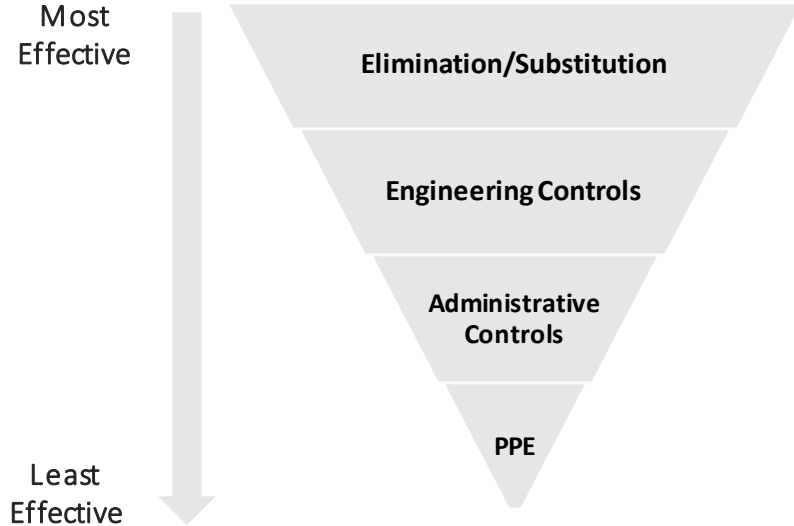 Most
Effective
Elimination/Substitution
Engineering Controls
Administrative
Controls
PPE
Least
Effective